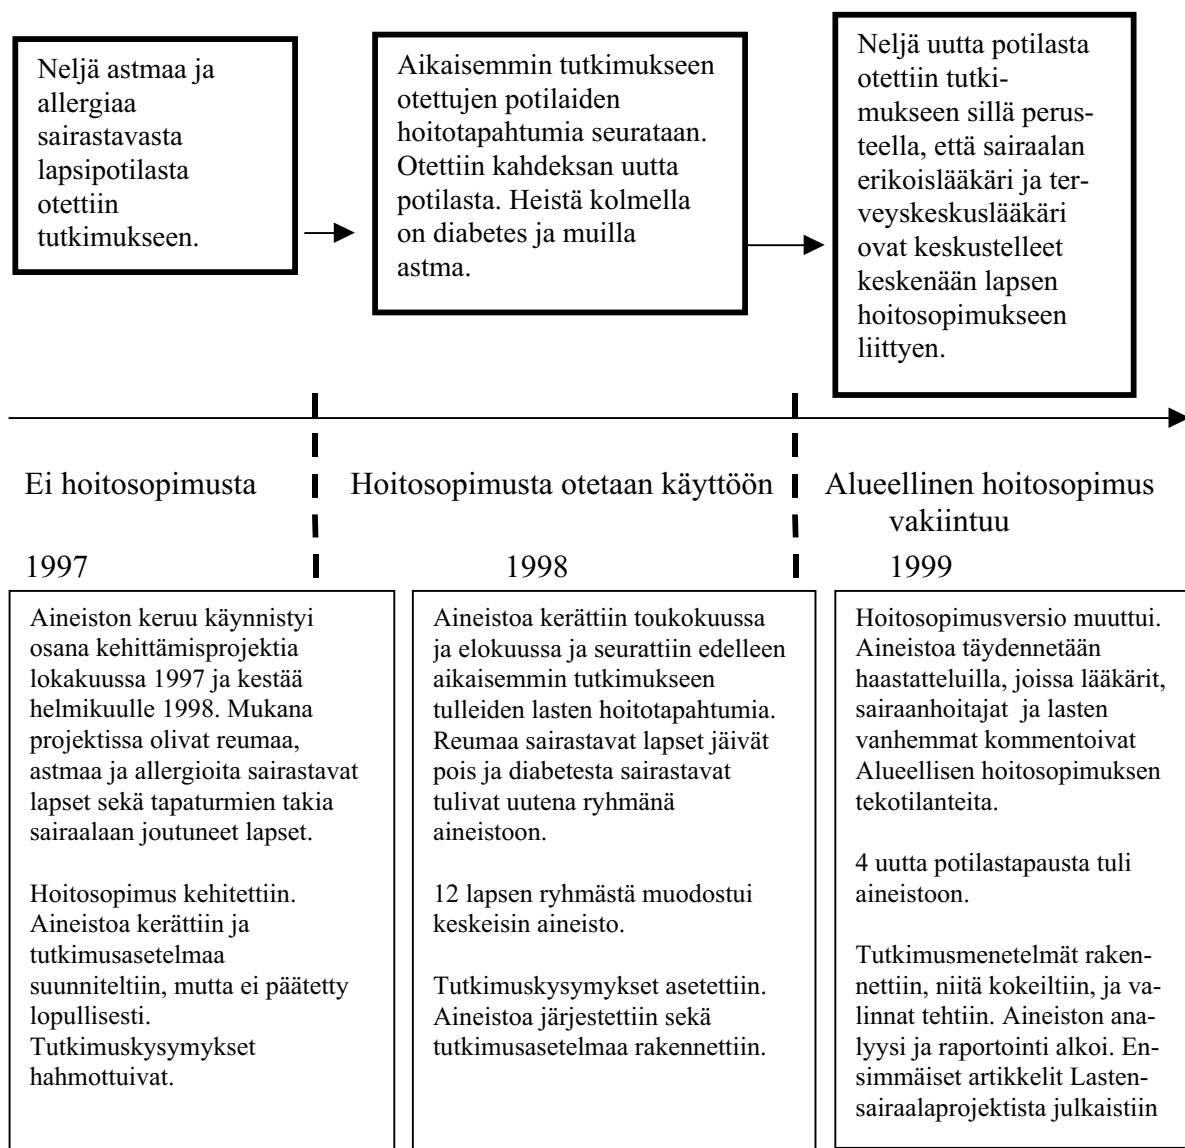 Neljä astmaa ja
allergiaa
sairastavasta
lapsipotilasta
otettiin
tutkimukseen.
Aikaisemmin tutkimukseen
otettujen potilaiden
hoitotapahtumia seurataan.
Otettiin kahdeksan uutta
potilasta. Heistä kolmella
on diabetes ja muilla
astma.
Neljä uutta potilasta
otettiin tutki-
mukseen sillä perus-
teella, että sairaalan
erikoislääkäri ja ter-
veyskeskuslääkäri
ovat keskustelleet
keskenään lapsen
hoitosopimukseen
liittyen.
Ei hoitosopimusta
Hoitosopimusta otetaan käyttöön
Alueellinen hoitosopimus
vakiintuu
1997
1998
1999
Aineiston keruu käynnistyi
osana kehittämisprojektia
lokakuussa 1997 ja kestää
helmikuulle 1998. Mukana
projektissa olivat reumaa,
astmaa ja allergioita sairastavat
lapset sekä tapaturmien takia
sairaalaan joutuneet lapset.
Hoitosopimus kehitettiin.
Aineistoa kerättiin ja
tutkimusasetelmaa
suunniteltiin, mutta ei päätetty
lopullisesti.
Tutkimuskysymykset
hahmottuivat.
Aineistoa kerättiin toukokuussa
ja elokuussa ja seurattiin edelleen
aikaisemmin tutkimukseen
tulleiden lasten hoitotapahtumia.
Reumaa sairastavat lapset jäivät
pois ja diabetesta sairastavat
tulivat uutena ryhmänä
aineistoon.
12 lapsen ryhmästä muodostui
keskeisin aineisto.
Tutkimuskysymykset asetettiin.
Aineistoa järjestettiin sekä
tutkimusasetelmaa rakennettiin.
Hoitosopimusversio muuttui.
Aineistoa täydennetään
haastatteluilla, joissa lääkärit,
sairaanhoitajat ja lasten
vanhemmat kommentoivat
Alueellisen hoitosopimuksen
tekotilanteita.
4 uutta potilastapausta tuli
aineistoon.
Tutkimusmenetelmät raken-
nettiin, niitä kokeiltiin, ja va-
linnat tehtiin. Aineiston ana-
lyysi ja raportointi alkoi. En-
simmäiset artikkelit Lasten-
sairaalaprojektista julkaistiin